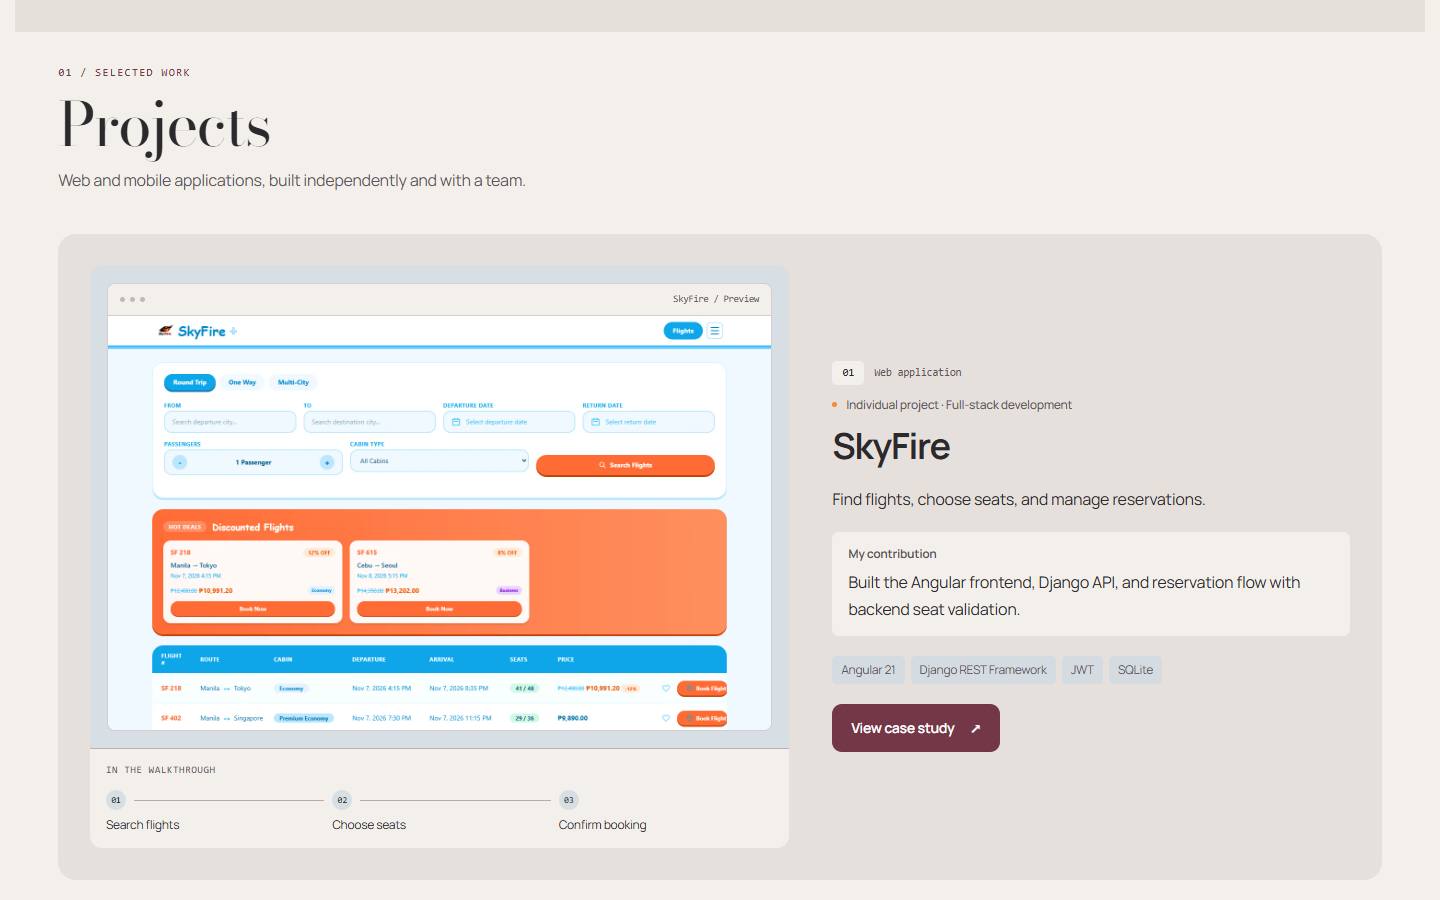 01 / SELECTED WORK
Projects
Web and mobile applications, built independently and with a team.
SkyFire / Preview
SkyFire
Flights
Round Trip One Way Multi-City
FROM TO DEPARTURE DATE RETURN DATE
Search departure city... Search destination city... Select departure date Select return date
PASSENGERS CABIN TYPE
- 1 Passenger + All Cabins Search Flights
HOT DEALS Discounted Flights
SF 218 12% OFF SF 615 8% OFF
Manila — Tokyo Cebu — Seoul
Nov 7, 2026 4:15 PM Nov 8, 2026 5:15 PM
₱10,991.20 Economy ₱13,202.00 Business
Book Now Book Now
FLIGHT # ROUTE CABIN DEPARTURE ARRIVAL SEATS PRICE
SF 218 Manila ↔ Tokyo Economy Nov 7, 2026 4:15 PM Nov 7, 2026 8:35 PM 41 / 48 ₱12,490.00 ₱10,991.20 -12% Book Flight
SF 402 Manila ↔ Singapore Premium Economy Nov 7, 2026 7:30 PM Nov 7, 2026 11:15 PM 29 / 36 ₱9,890.00 Book Flight
IN THE WALKTHROUGH
01 02 03
Search flights Choose seats Confirm booking
01 Web application
Individual project · Full-stack development
SkyFire
Find flights, choose seats, and manage reservations.
My contribution
Built the Angular frontend, Django API, and reservation flow with
backend seat validation.
Angular 21 Django REST Framework JWT SQLite
View case study ↗